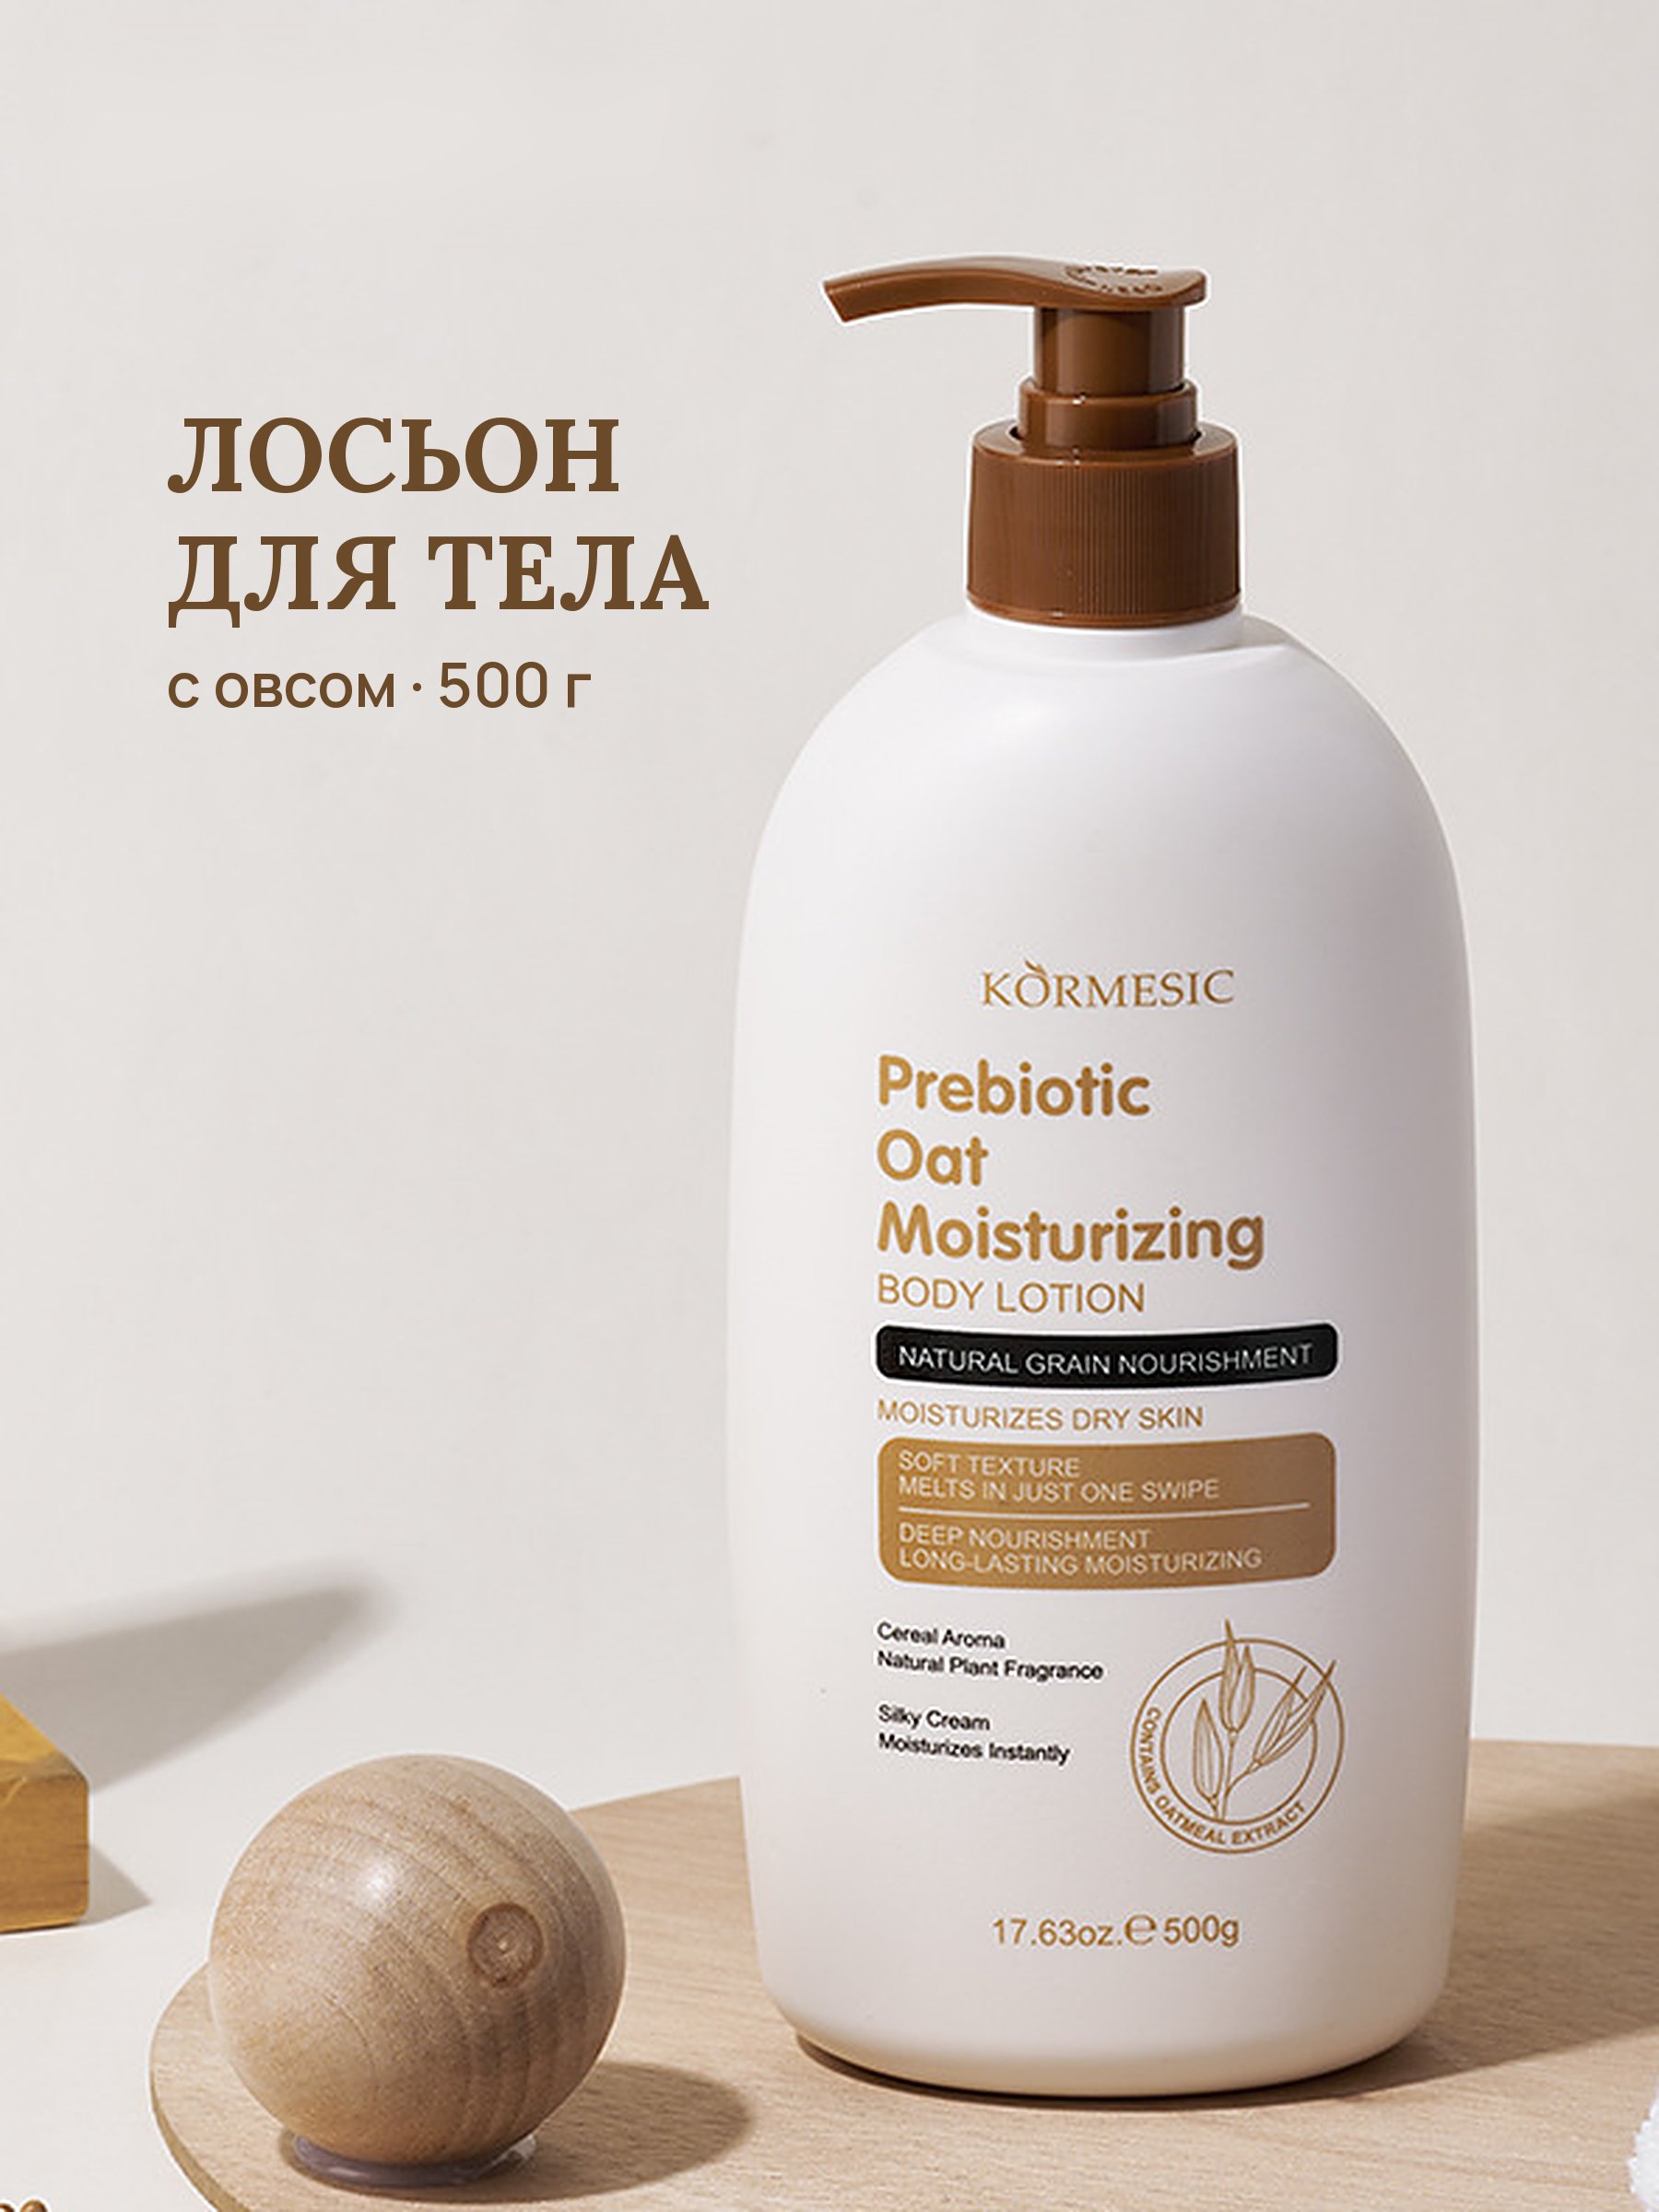 ЛОСЬОН
ДЛЯ ТЕЛА
с овсом · 500 г
KORMESIC
Prebiotic
Oat
Moisturizing
BODY LOTION
NATURAL GRAIN NOURISHMENT
MOISTURIZES DRY SKIN
SOFT TEXTURE
MELTS IN JUST ONE SWIPE
DEEP NOURISHMENT
LONG-LASTING MOISTURIZING
Cereal Aroma
Natural Plant Fragrance
Silky Cream
Moisturizes Instantly
CONTAINS OATMEAL EXTRACT
17.63oz.℮500g